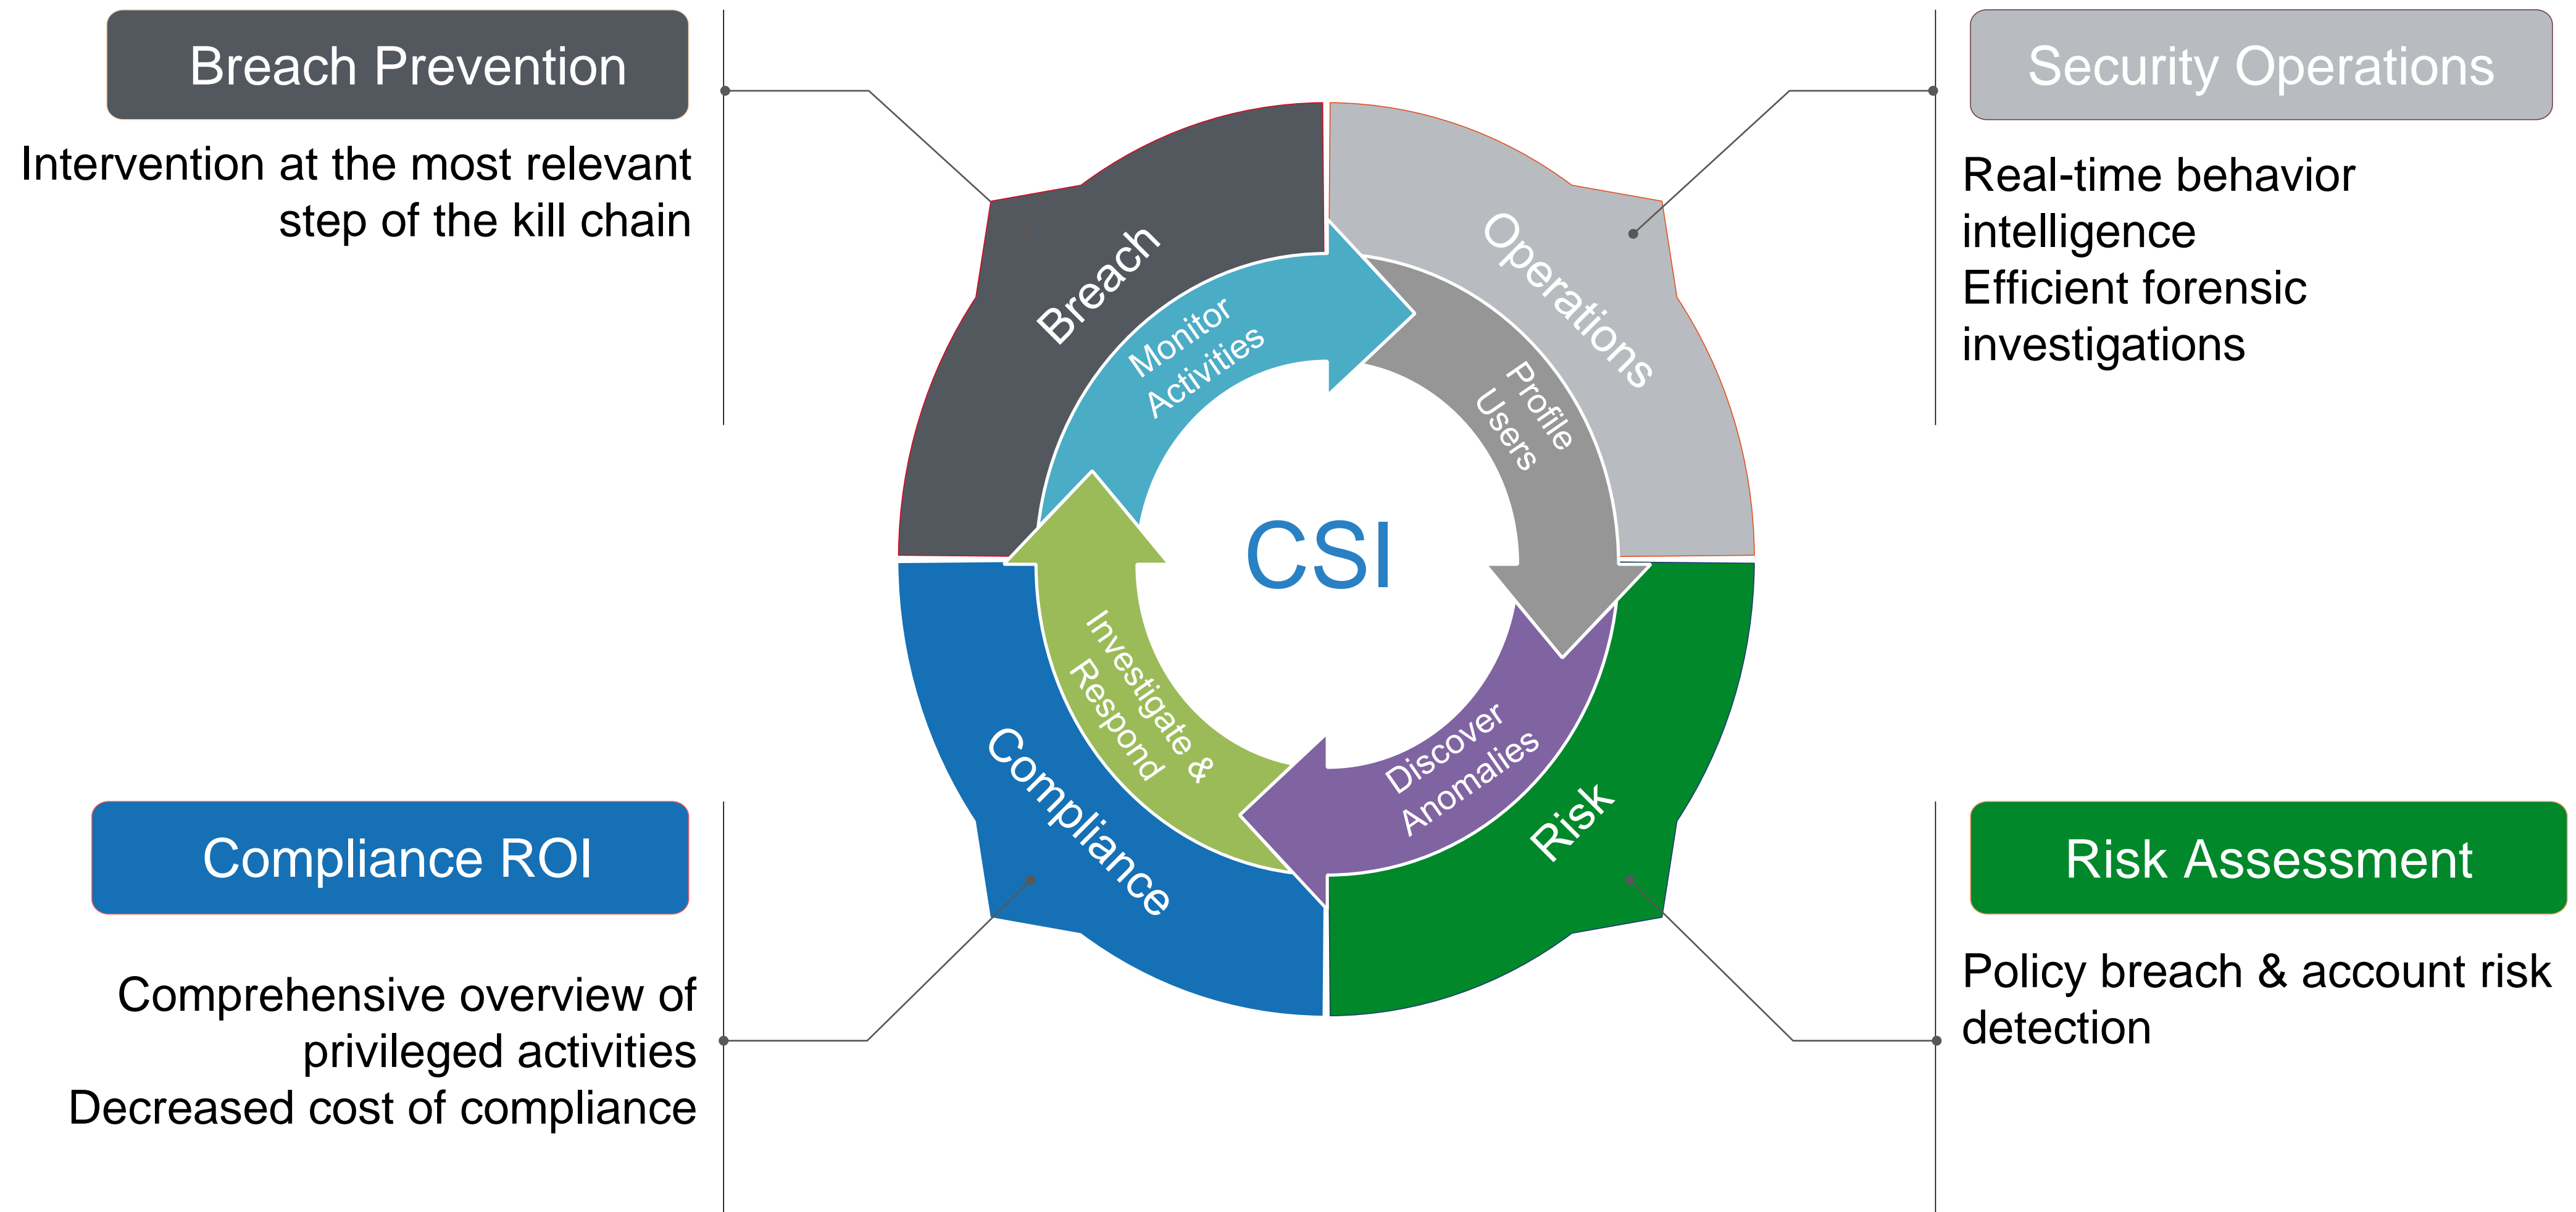 Breach Prevention
Intervention at the most relevant
step of the kill chain
Security Operations
Real-time behavior
intelligence
Efficient forensic
investigations
Breach
Operations
Monitor
Activities
Profile
Users
CSI
Investigate &
Respond
Discover
Anomalies
Compliance
Risk
Compliance ROI
Comprehensive overview of
privileged activities
Decreased cost of compliance
Risk Assessment
Policy breach & account risk
detection